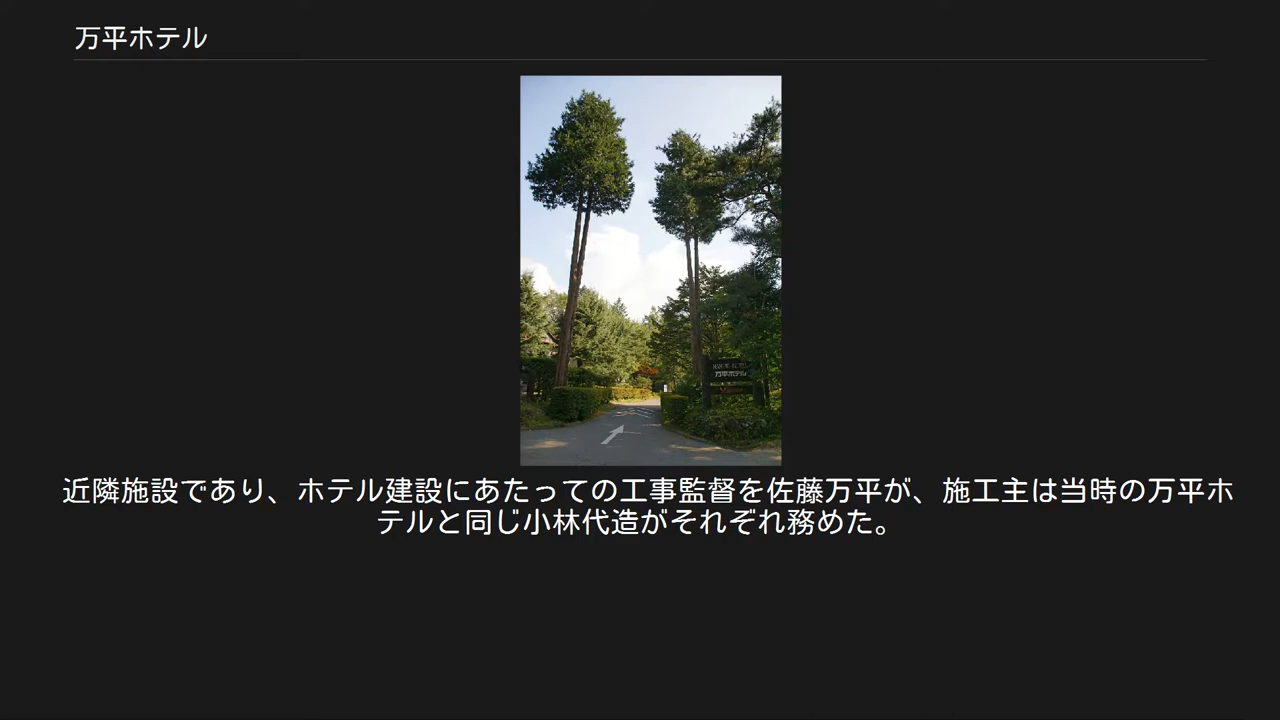 万平ホテル
万平ホテル
近隣施設であり、ホテル建設にあたっての工事監督を佐藤万平が、施工主は当時の万平ホ
テルと同じ小林代造がそれぞれ務めた。